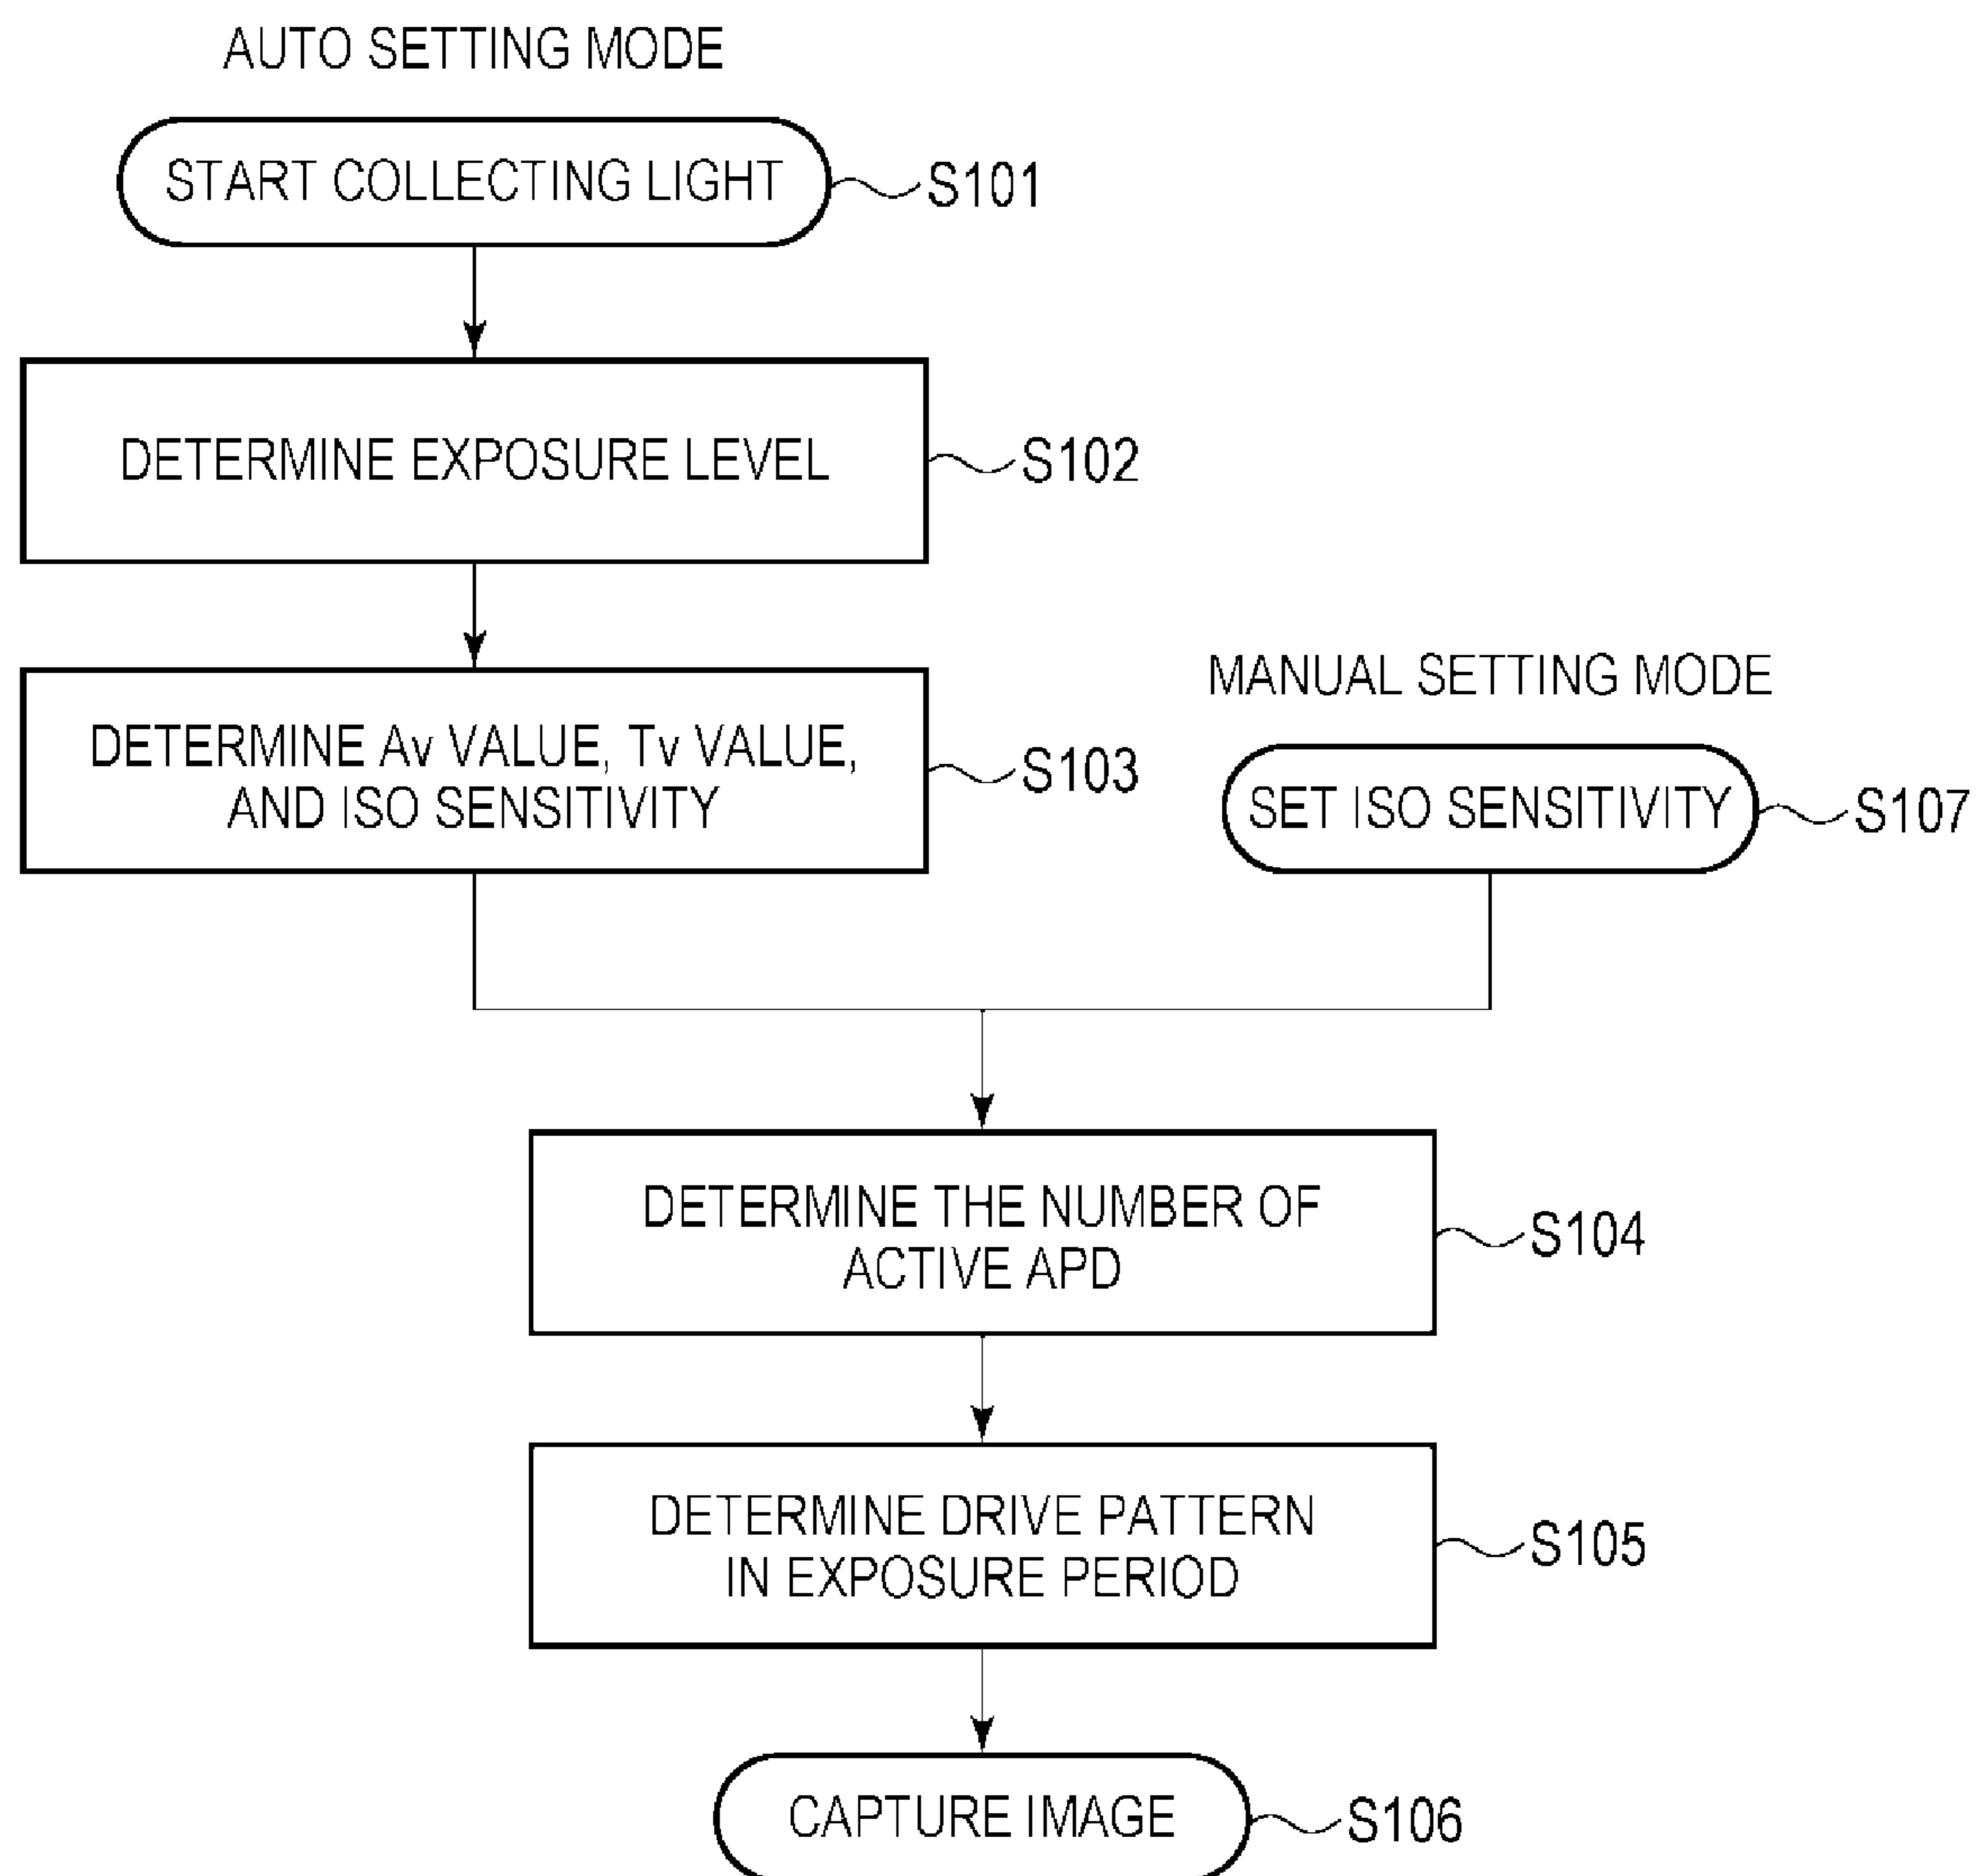 AUTO SETTING MODE
START COLLECTING LIGHT
S101
DETERMINE EXPOSURE LEVEL
S102
DETERMINE Av VALUE, Tv VALUE,
AND ISO SENSITIVITY
S103
MANUAL SETTING MODE
SET ISO SENSITIVITY
S107
DETERMINE THE NUMBER OF
ACTIVE APD
S104
DETERMINE DRIVE PATTERN
IN EXPOSURE PERIOD
S105
CAPTURE IMAGE
S106